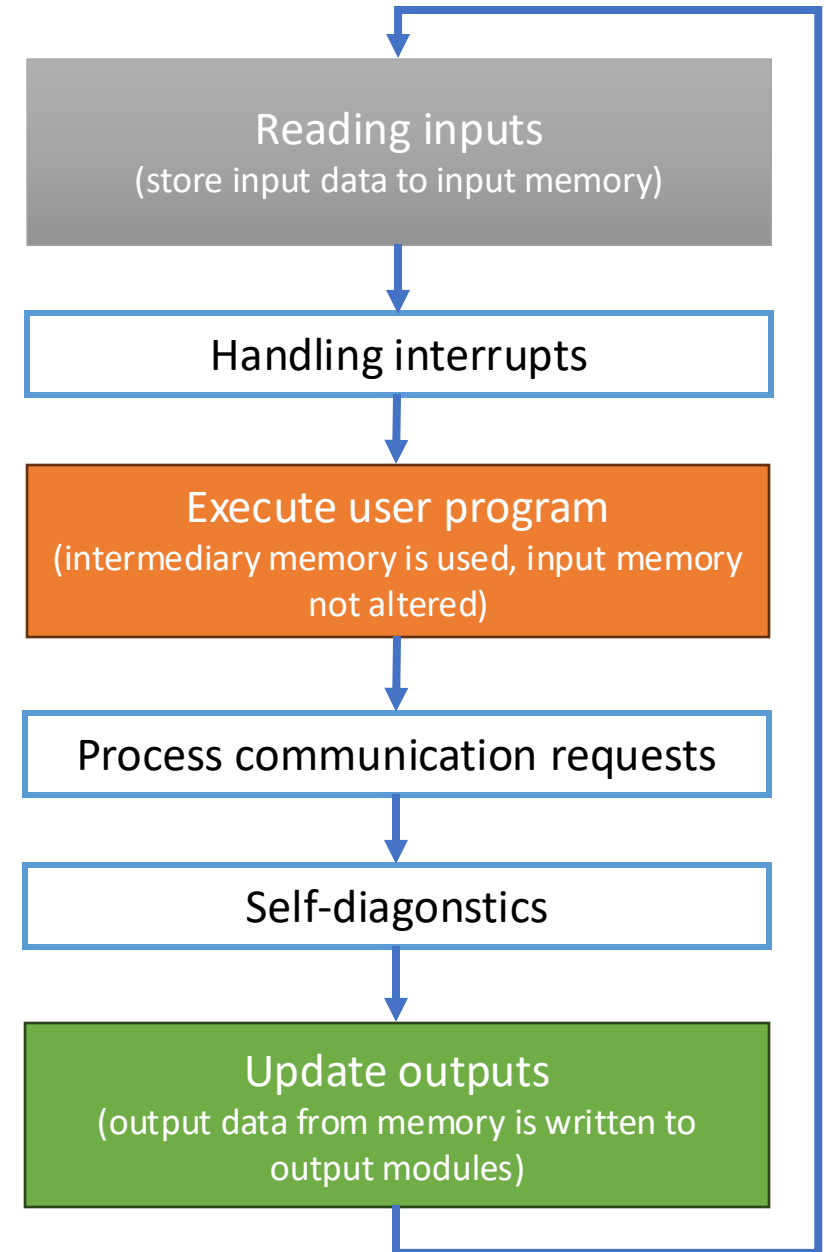 Reading inputs
(store input data to input memory)
Handling interrupts
Execute user program
(intermediary memory is used, input memory
not altered)
Process communication requests
Self-diagonstics
Update outputs
(output data from memory is written to
output modules)